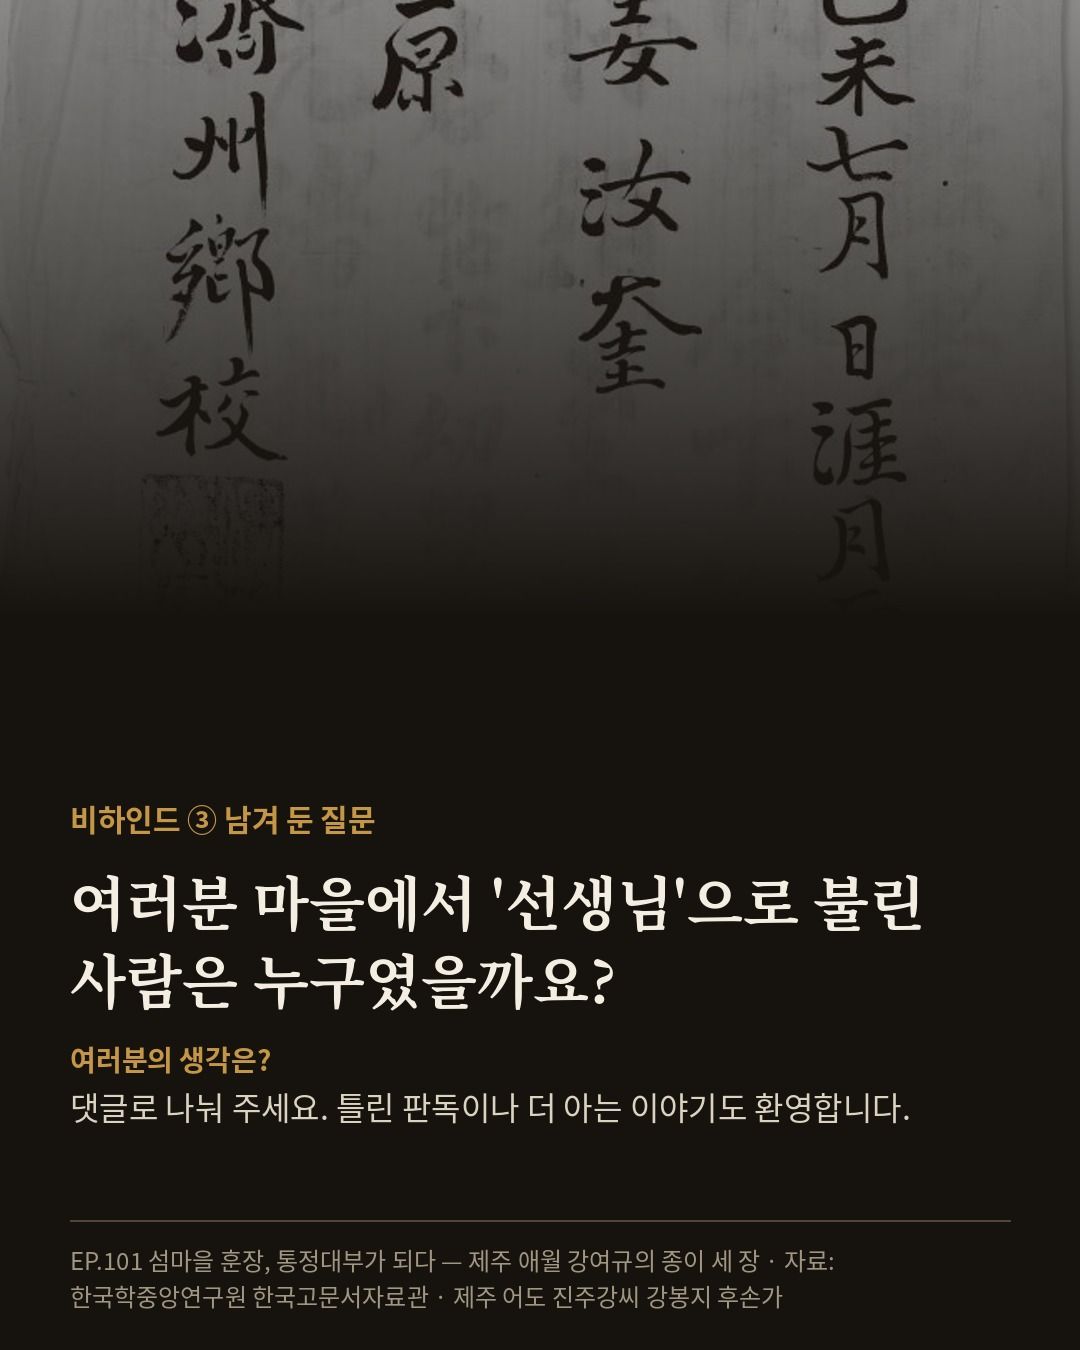 己未七月 日涯月
姜汝奎
原
濟州鄕校
비하인드 ③ 남겨 둔 질문
여러분 마을에서 '선생님'으로 불린
사람은 누구였을까요?
여러분의 생각은?
댓글로 나눠 주세요. 틀린 판독이나 더 아는 이야기도 환영합니다.
EP.101 섬마을 훈장, 통정대부가 되다 — 제주 애월 강여규의 종이 세 장 · 자료:
한국학중앙연구원 한국고문서자료관 · 제주 어도 진주강씨 강봉지 후손가